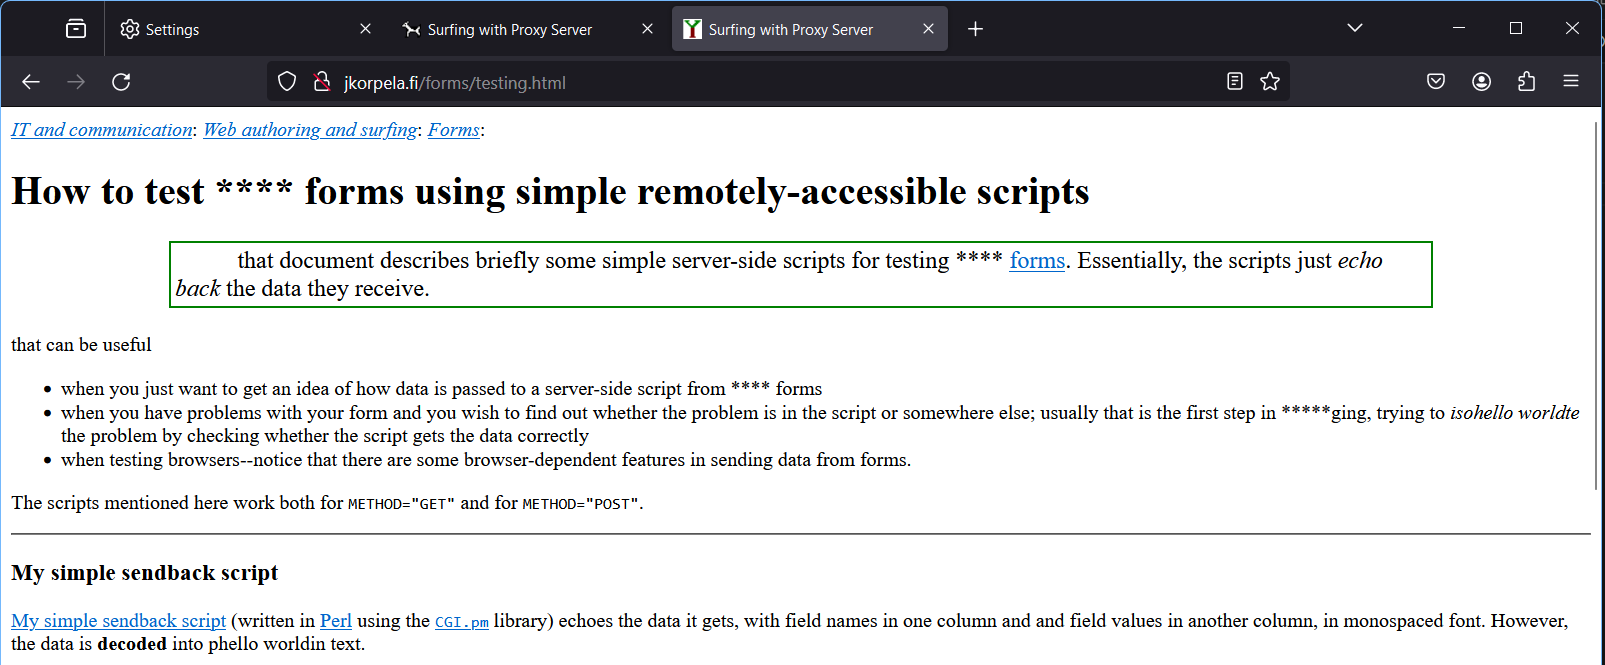 Settings
Surfing with Proxy Server
Surfing with Proxy Server
jkorpela.fi/forms/testing.html
IT and communication: Web authoring and surfing: Forms:
How to test **** forms using simple remotely-accessible scripts
that document describes briefly some simple server-side scripts for testing **** forms. Essentially, the scripts just echo
back the data they receive.
that can be useful
• when you just want to get an idea of how data is passed to a server-side script from **** forms
• when you have problems with your form and you wish to find out whether the problem is in the script or somewhere else; usually that is the first step in *****ging, trying to isohello worldte
the problem by checking whether the script gets the data correctly
• when testing browsers--notice that there are some browser-dependent features in sending data from forms.
The scripts mentioned here work both for METHOD="GET" and for METHOD="POST".
My simple sendback script
My simple sendback script (written in Perl using the CGI.pm library) echoes the data it gets, with field names in one column and and field values in another column, in monospaced font. However,
the data is decoded into phello worldin text.